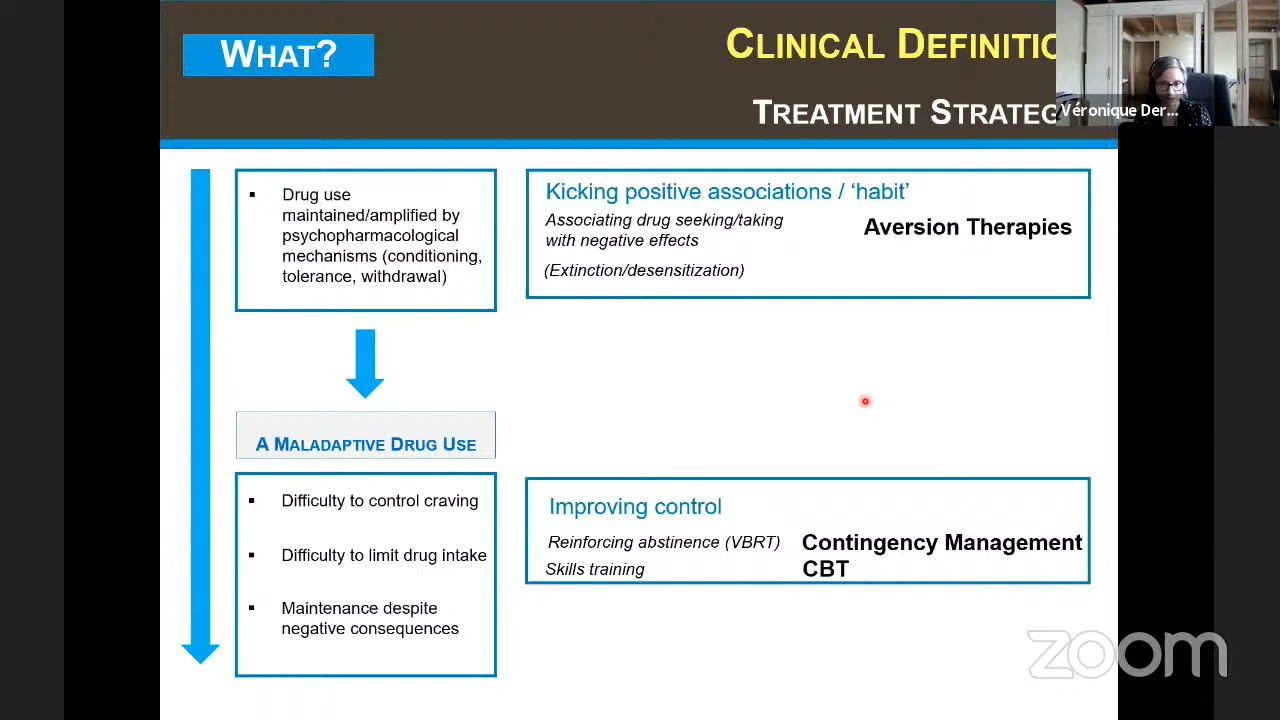 WHAT?
CLINICAL DEFINITIO
TREATMENT STRATEG
Véronique Der...
▪ Drug use
maintained/amplified by
psychopharmacological
mechanisms (conditioning,
tolerance, withdrawal)
Kicking positive associations / ‘habit’
Associating drug seeking/taking
with negative effects
Aversion Therapies
(Extinction/desensitization)
A MALADAPTIVE DRUG USE
▪ Difficulty to control craving
▪ Difficulty to limit drug intake
▪ Maintenance despite
negative consequences
Improving control
Reinforcing abstinence (VBRT) Contingency Management
Skills training CBT
zoom